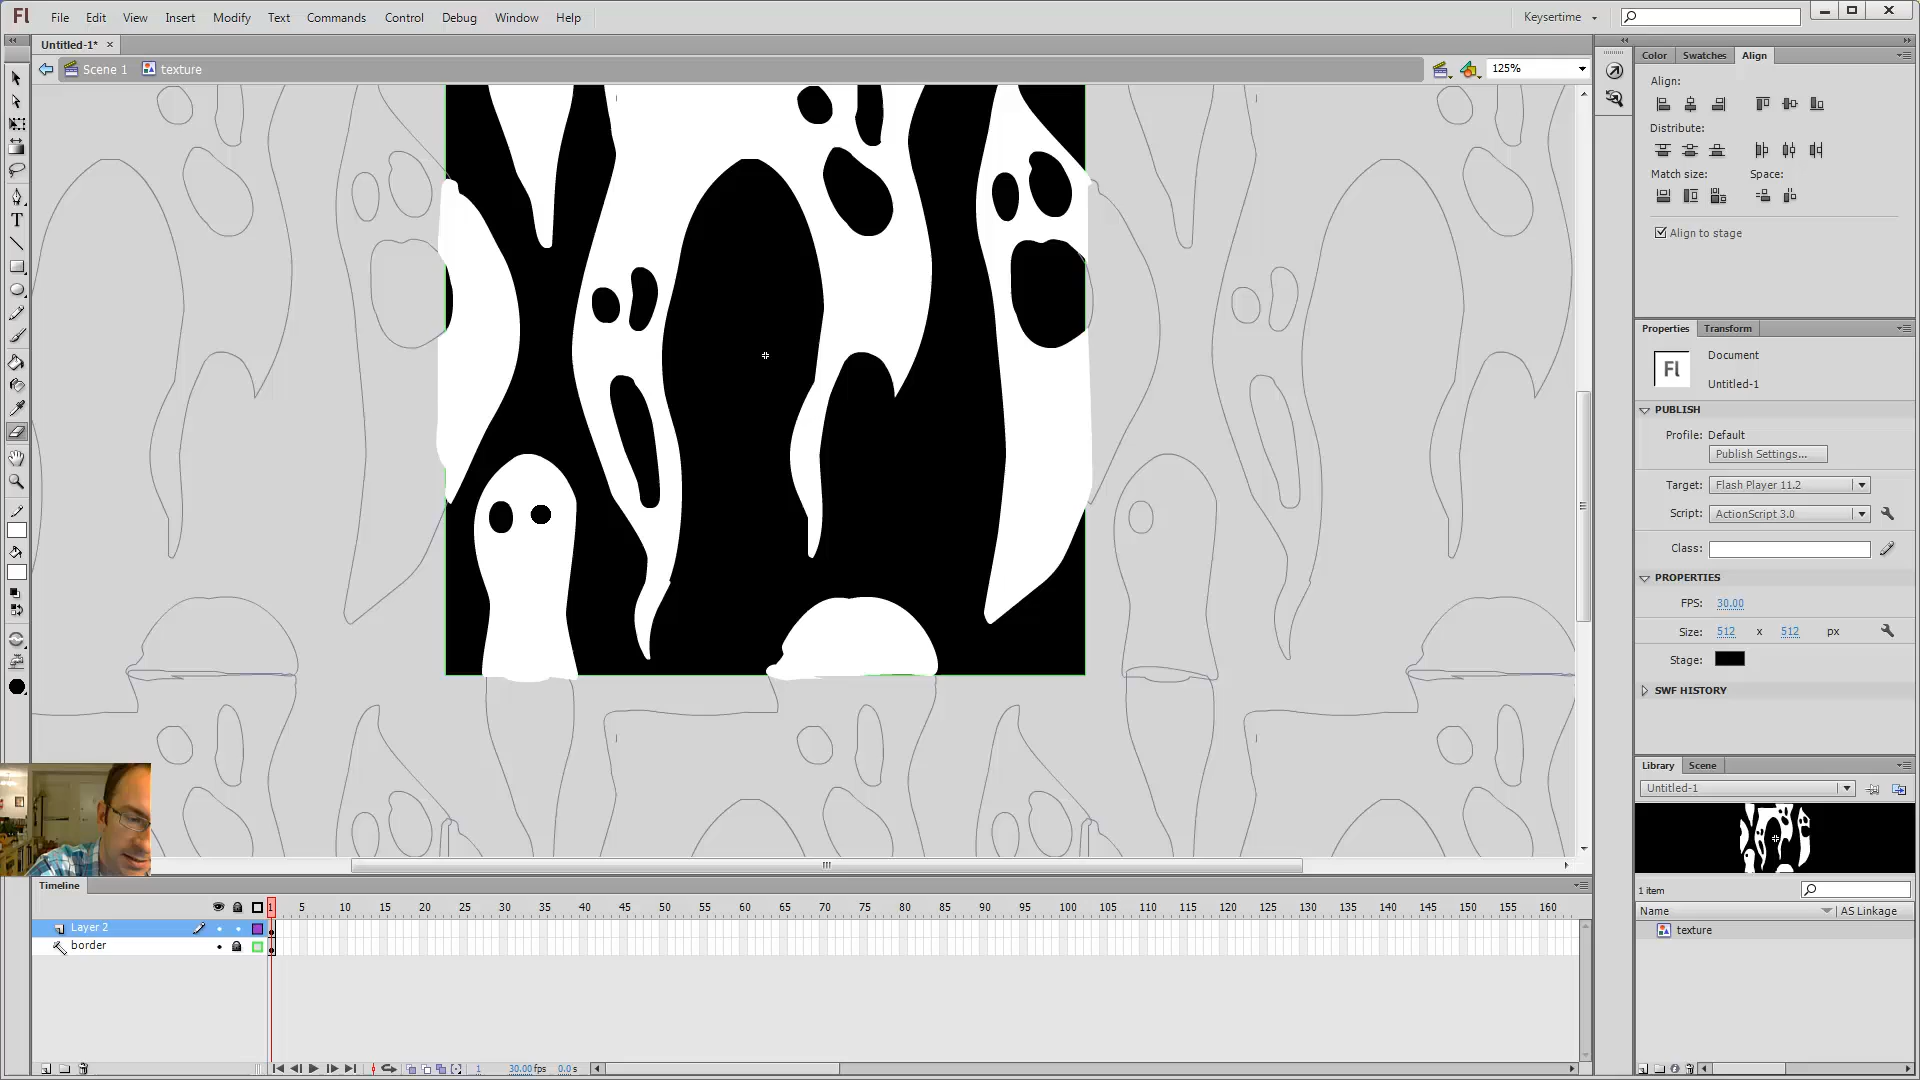 Fl File Edit View Insert Modify Text Commands Control Debug Window Help Keysertime
Untitled-1* ×
Scene 1 texture 125%
Color Swatches Align
Align:
Distribute:
Match size: Space:
Align to stage
Properties Transform
Fl Document
Untitled-1
PUBLISH
Profile: Default
Publish Settings...
Target: Flash Player 11.2
Script: ActionScript 3.0
Class:
PROPERTIES
FPS: 30.00
Size: 512 x 512 px
Stage:
SWF HISTORY
Library Scene
Untitled-1
1 item
Name AS Linkage
texture
T
Timeline
1 5 10 15 20 25 30 35 40 45 50 55 60 65 70 75 80 85 90 95 100 105 110 115 120 125 130 135 140 145 150 155 160
Layer 2
border
1 30.00 fps 0.0 s